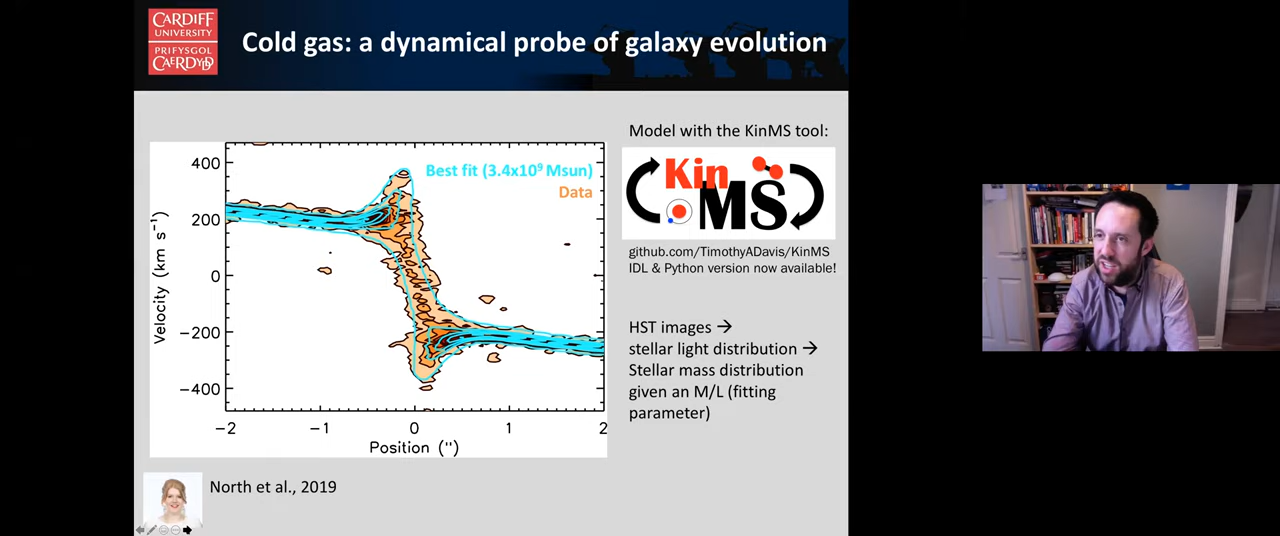 CARDIFF
UNIVERSITY
PRIFYSGOL
CAERDYDD
Cold gas: a dynamical probe of galaxy evolution
Model with the KinMS tool:
Kin
MS
github.com/TimothyADavis/KinMS
IDL & Python version now available!
HST images →
stellar light distribution →
Stellar mass distribution
given an M/L (fitting
parameter)
Best fit (3.4x10⁹ Msun)
Data
Velocity (km s⁻¹)
400
200
0
−200
−400
−2 −1 0 1 2
Position ('')
North et al., 2019